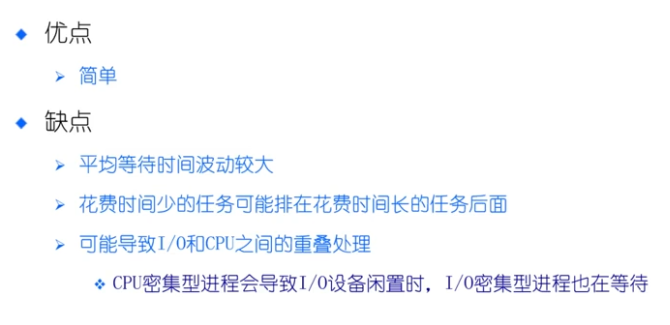 优点
简单
缺点
平均等待时间波动较大
花费时间少的任务可能排在花费时间长的任务后面
可能导致I/O和CPU之间的重叠处理
CPU密集型进程会导致I/O设备闲置时，I/O密集型进程也在等待